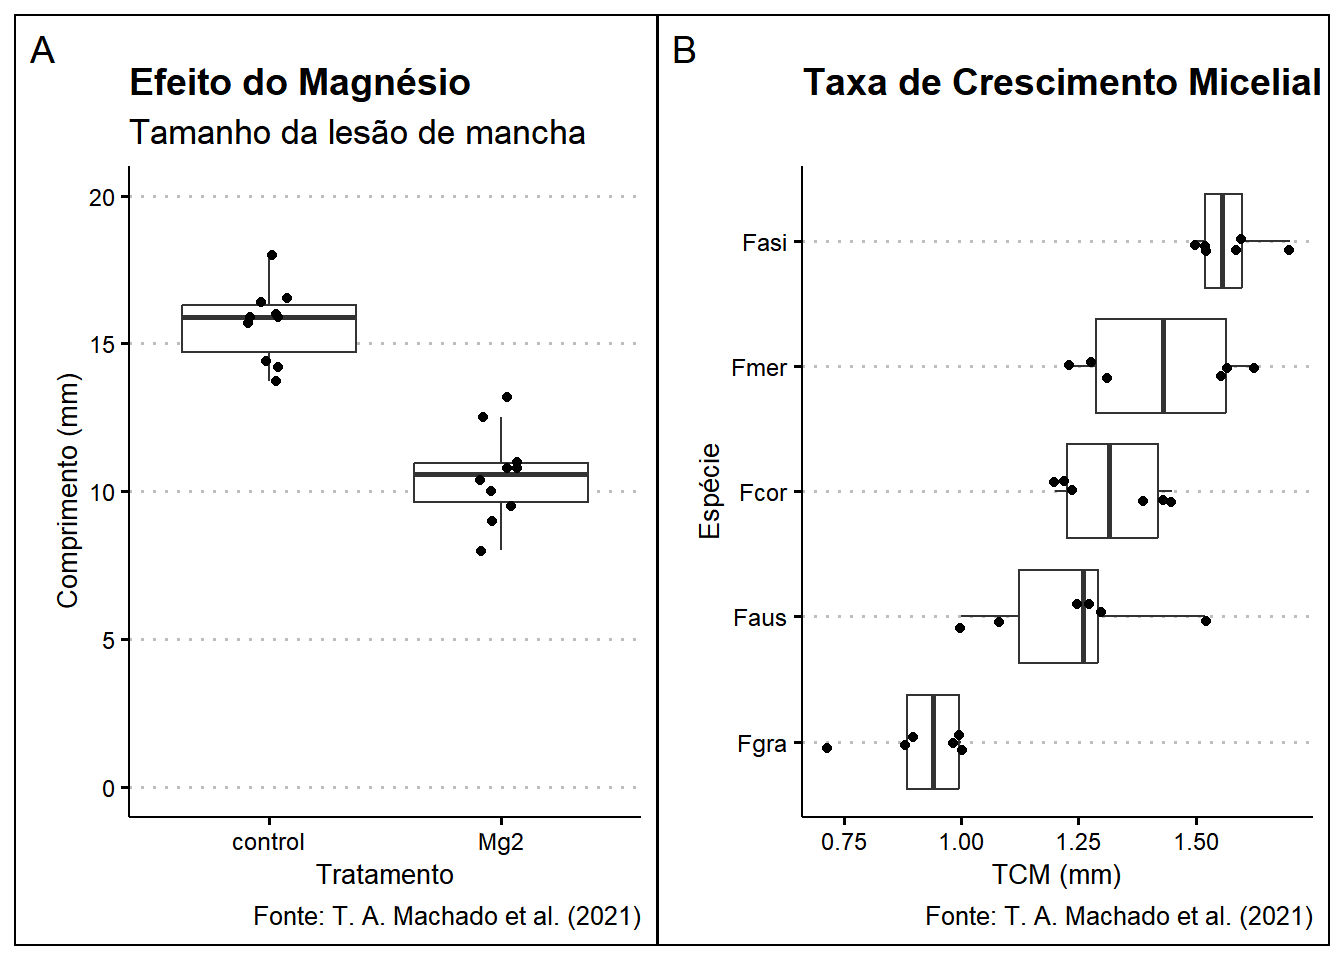 A
Efeito do Magnésio
Tamanho da lesão de mancha
Comprimento (mm)
20
15
10
5
0
control
Mg2
Tratamento
Fonte: T. A. Machado et al. (2021)
B
Taxa de Crescimento Micelial
Espécie
Fasi
Fmer
Fcor
Faus
Fgra
0.75
1.00
1.25
1.50
TCM (mm)
Fonte: T. A. Machado et al. (2021)